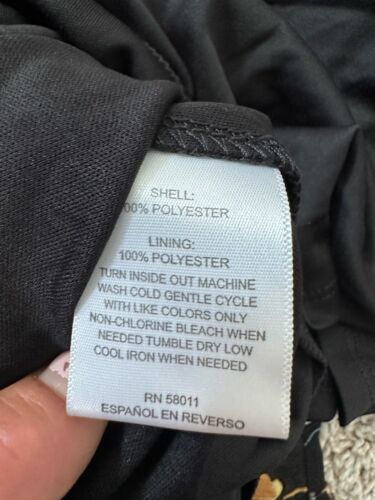 SHELL:
00% POLYESTER
LINING:
100% POLYESTER
TURN INSIDE OUT MACHINE
WASH COLD GENTLE CYCLE
WITH LIKE COLORS ONLY
NON-CHLORINE BLEACH WHEN
NEEDED TUMBLE DRY LOW
COOL IRON WHEN NEEDED
RN 58011
ESPAÑOL EN REVERSO